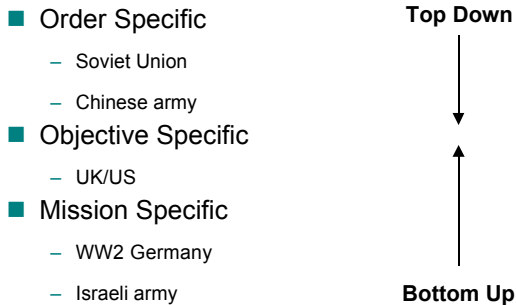 Order Specific
– Soviet Union
– Chinese army
Objective Specific
– UK/US
Mission Specific
– WW2 Germany
– Israeli army
Top Down
Bottom Up